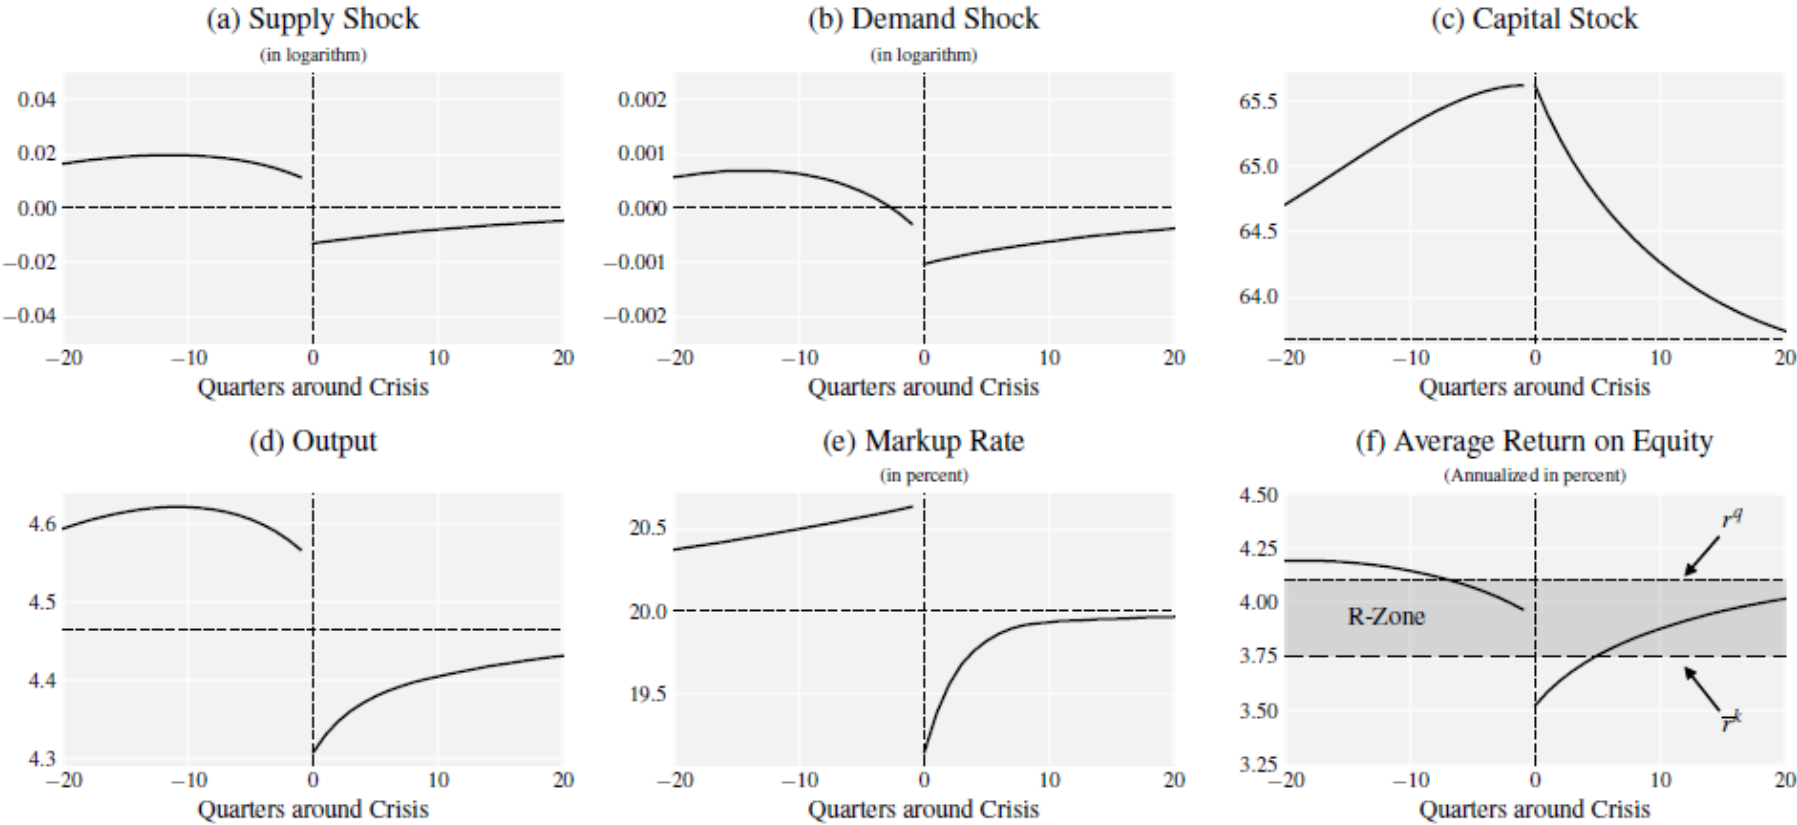 (a) Supply Shock
(in logarithm)
0.04
0.02
0.00
−0.02
−0.04
−20 −10 0 10 20
Quarters around Crisis
(b) Demand Shock
(in logarithm)
0.002
0.001
0.000
−0.001
−0.002
−20 −10 0 10 20
Quarters around Crisis
(c) Capital Stock
65.5
65.0
64.5
64.0
−20 −10 0 10 20
Quarters around Crisis
(d) Output
4.6
4.5
4.4
4.3
−20 −10 0 10 20
Quarters around Crisis
(e) Markup Rate
(in percent)
20.5
20.0
19.5
−20 −10 0 10 20
Quarters around Crisis
(f) Average Return on Equity
(Annualized in percent)
4.50
4.25
4.00
3.75
3.50
3.25
r^q
R-Zone
r̅^k
−20 −10 0 10 20
Quarters around Crisis